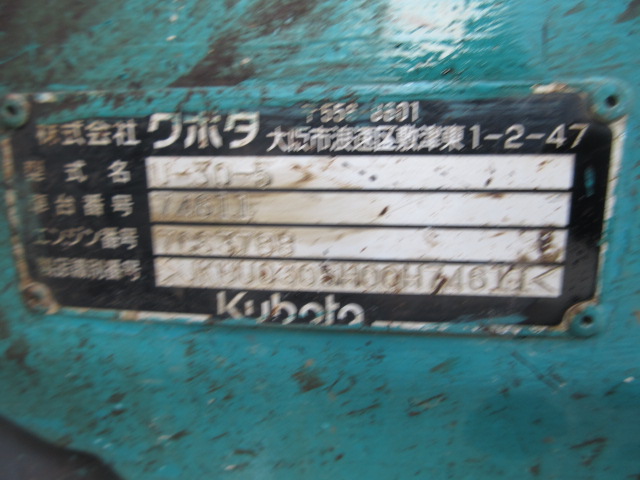 〒556-8601
株式会社 クボタ 大阪市浪速区敷津東1-2-47
型式名 U-30-5
車台番号 74611
エンジン番号
製品識別番号
Kubota